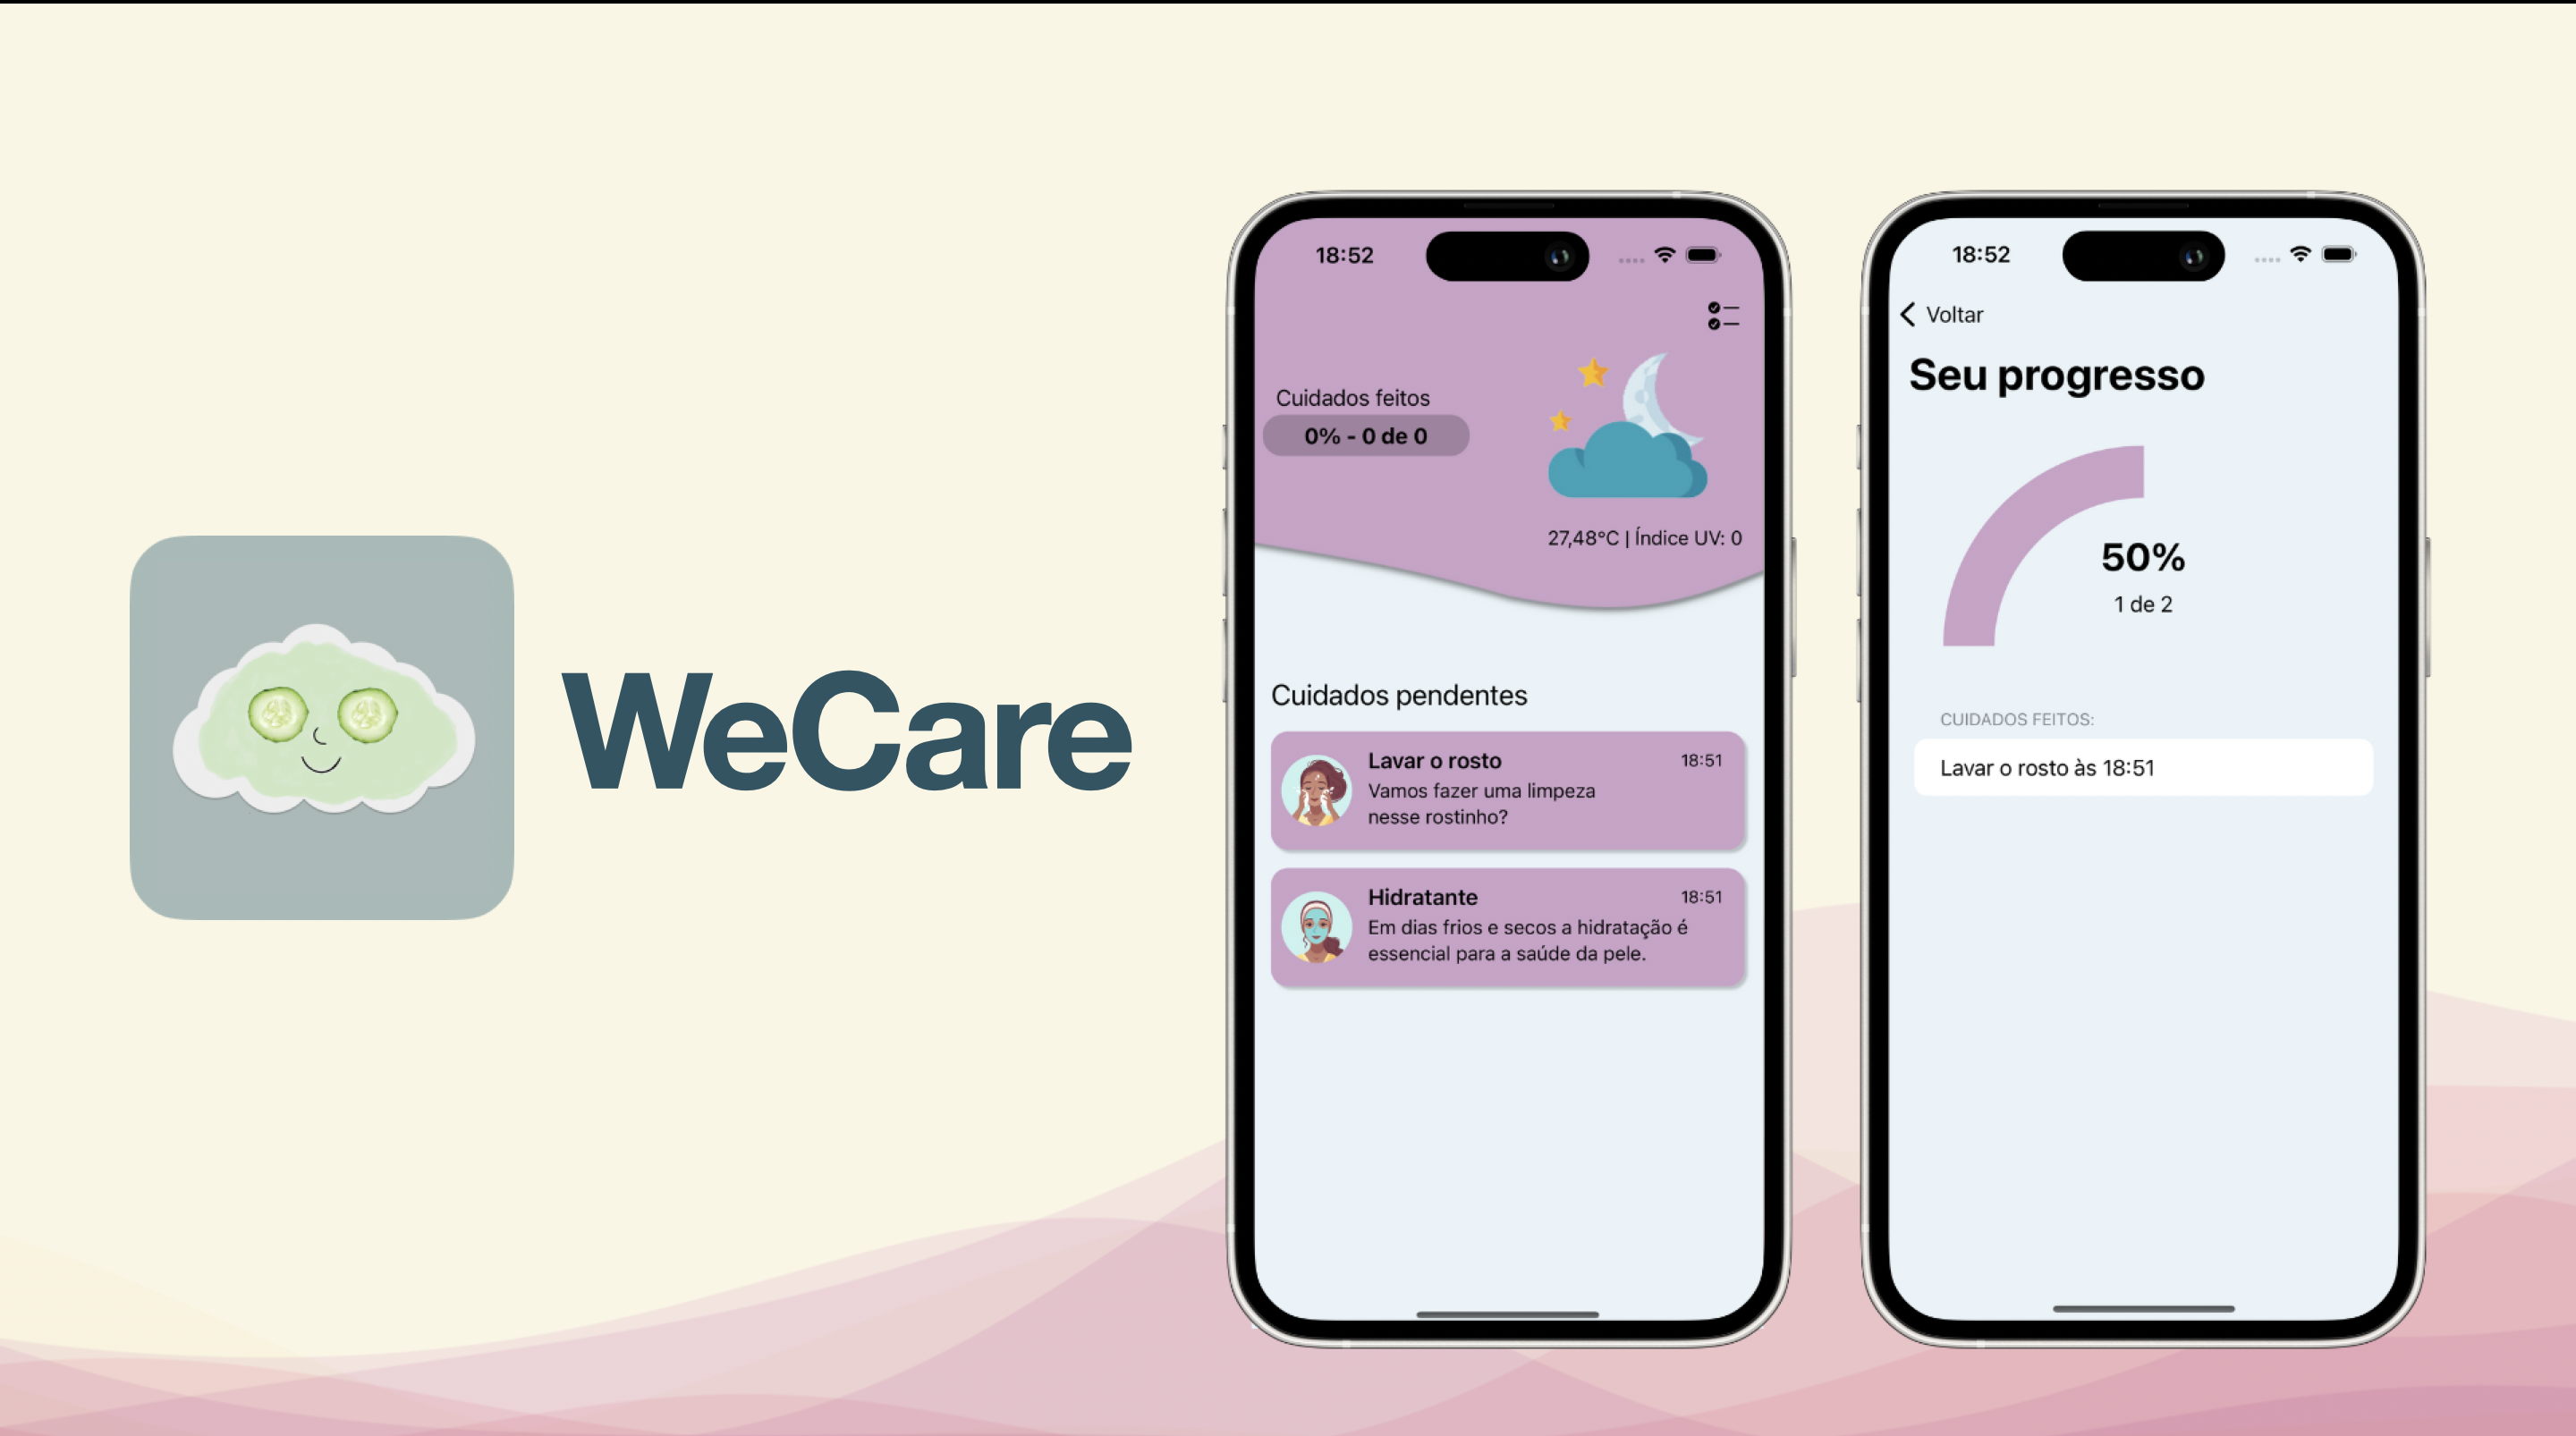 WeCare
18:52
Cuidados feitos
0% - 0 de 0
27,48°C | Índice UV: 0
Cuidados pendentes
Lavar o rosto
18:51
Vamos fazer uma limpeza
nesse rostinho?
Hidratante
18:51
Em dias frios e secos a hidratação é
essencial para a saúde da pele.
18:52
Voltar
Seu progresso
50%
1 de 2
CUIDADOS FEITOS:
Lavar o rosto às 18:51